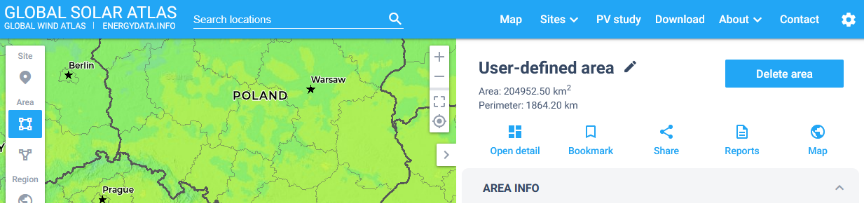 GLOBAL SOLAR ATLAS
GLOBAL WIND ATLAS | ENERGYDATA.INFO
Search locations
Map Sites PV study Download About Contact
Site
Area
Region
Berlin
Warsaw
POLAND
Prague
User-defined area
Delete area
Area: 204952.50 km²
Perimeter: 1864.20 km
Open detail Bookmark Share Reports Map
AREA INFO